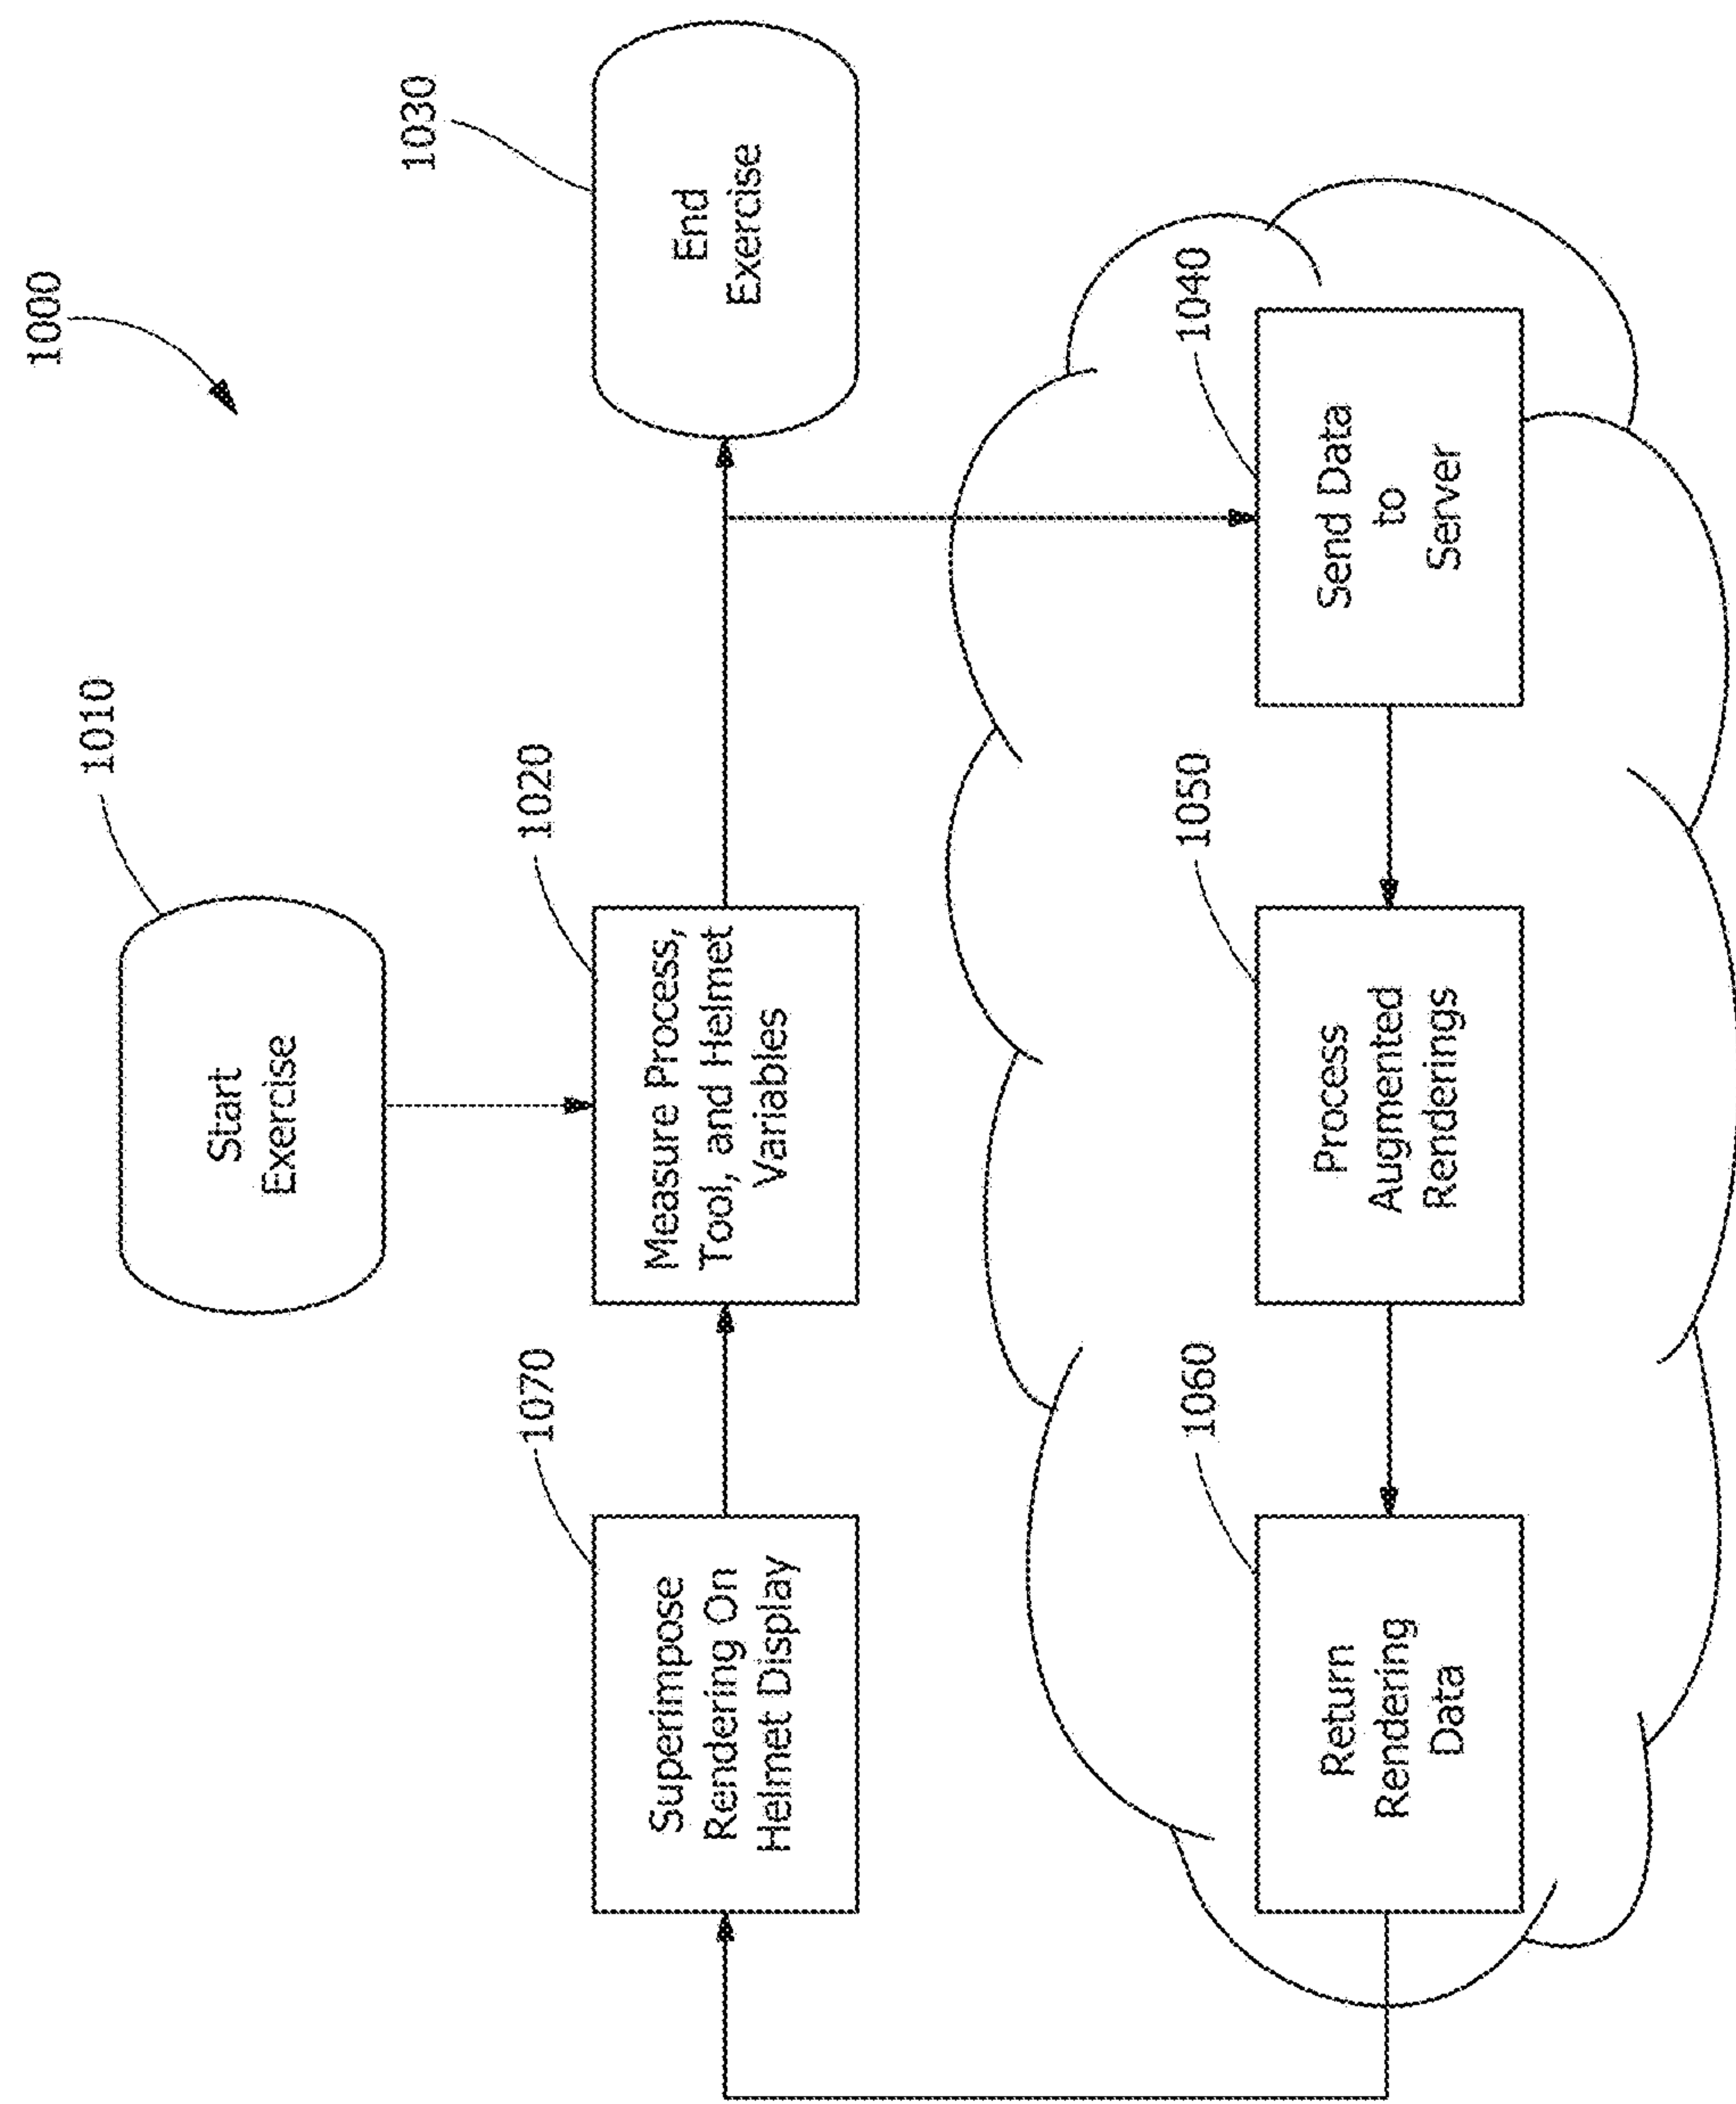 1000
1010
Start
Exercise
1070
Superimpose
Rendering On
Helmet Display
1020
Measure Process,
Tool, and Helmet
Variables
1030
End
Exercise
1060
Return
Rendering
Data
1050
Process
Augmented
Renderings
1040
Send Data
to
Server